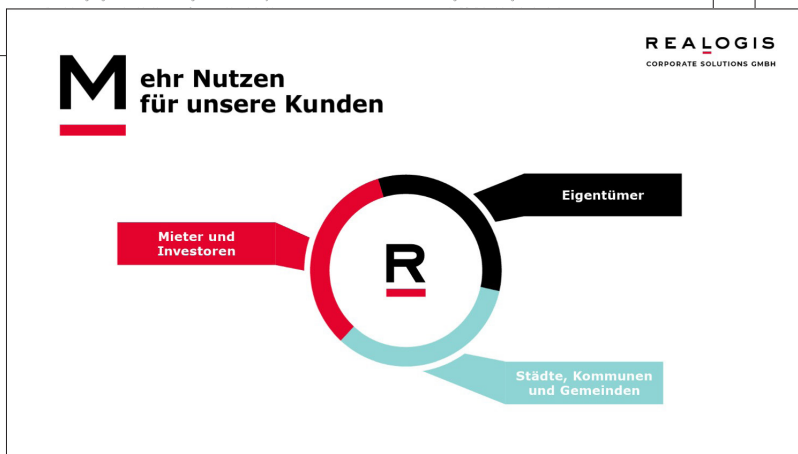 REALOGIS
CORPORATE SOLUTIONS GMBH
Mehr Nutzen
für unsere Kunden
Eigentümer
Mieter und
Investoren
R
Städte, Kommunen
und Gemeinden